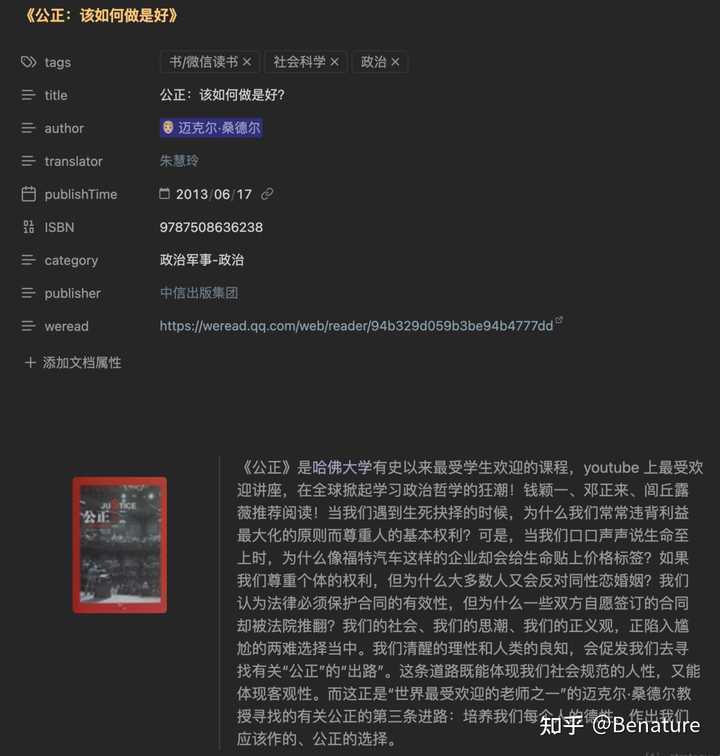 《公正：该如何做是好》
tags 书/微信读书 × 社会科学 × 政治 ×
title 公正：该如何做是好?
author 迈克尔·桑德尔
translator 朱慧玲
publishTime 2013/06/17
ISBN 9787508636238
category 政治军事-政治
publisher 中信出版集团
weread https://weread.qq.com/web/reader/94b329d059b3be94b4777dd
+ 添加文档属性
JUSTICE
公正
《公正》是哈佛大学有史以来最受学生欢迎的课程，youtube 上最受欢
迎讲座，在全球掀起学习政治哲学的狂潮！钱颖一、邓正来、闾丘露
薇推荐阅读！当我们遇到生死抉择的时候，为什么我们常常违背利益
最大化的原则而尊重人的基本权利？可是，当我们口口声声说生命至
上时，为什么像福特汽车这样的企业却会给生命贴上价格标签？如果
我们尊重个体的权利，但为什么大多数人又会反对同性恋婚姻？我们
认为法律必须保护合同的有效性，但为什么一些双方自愿签订的合同
却被法院推翻？我们的社会、我们的思潮、我们的正义观，正陷入尴
尬的两难选择当中。我们清醒的理性和人类的良知，会促发我们去寻
找有关“公正”的“出路”。这条道路既能体现我们社会规范的人性，又能
体现客观性。而这正是“世界最受欢迎的老师之一”的迈克尔·桑德尔教
授寻找的有关公正的第三条进路：培养我们每个人的德性，作出我们
应该作的、公正的选择。
知乎 @Benature